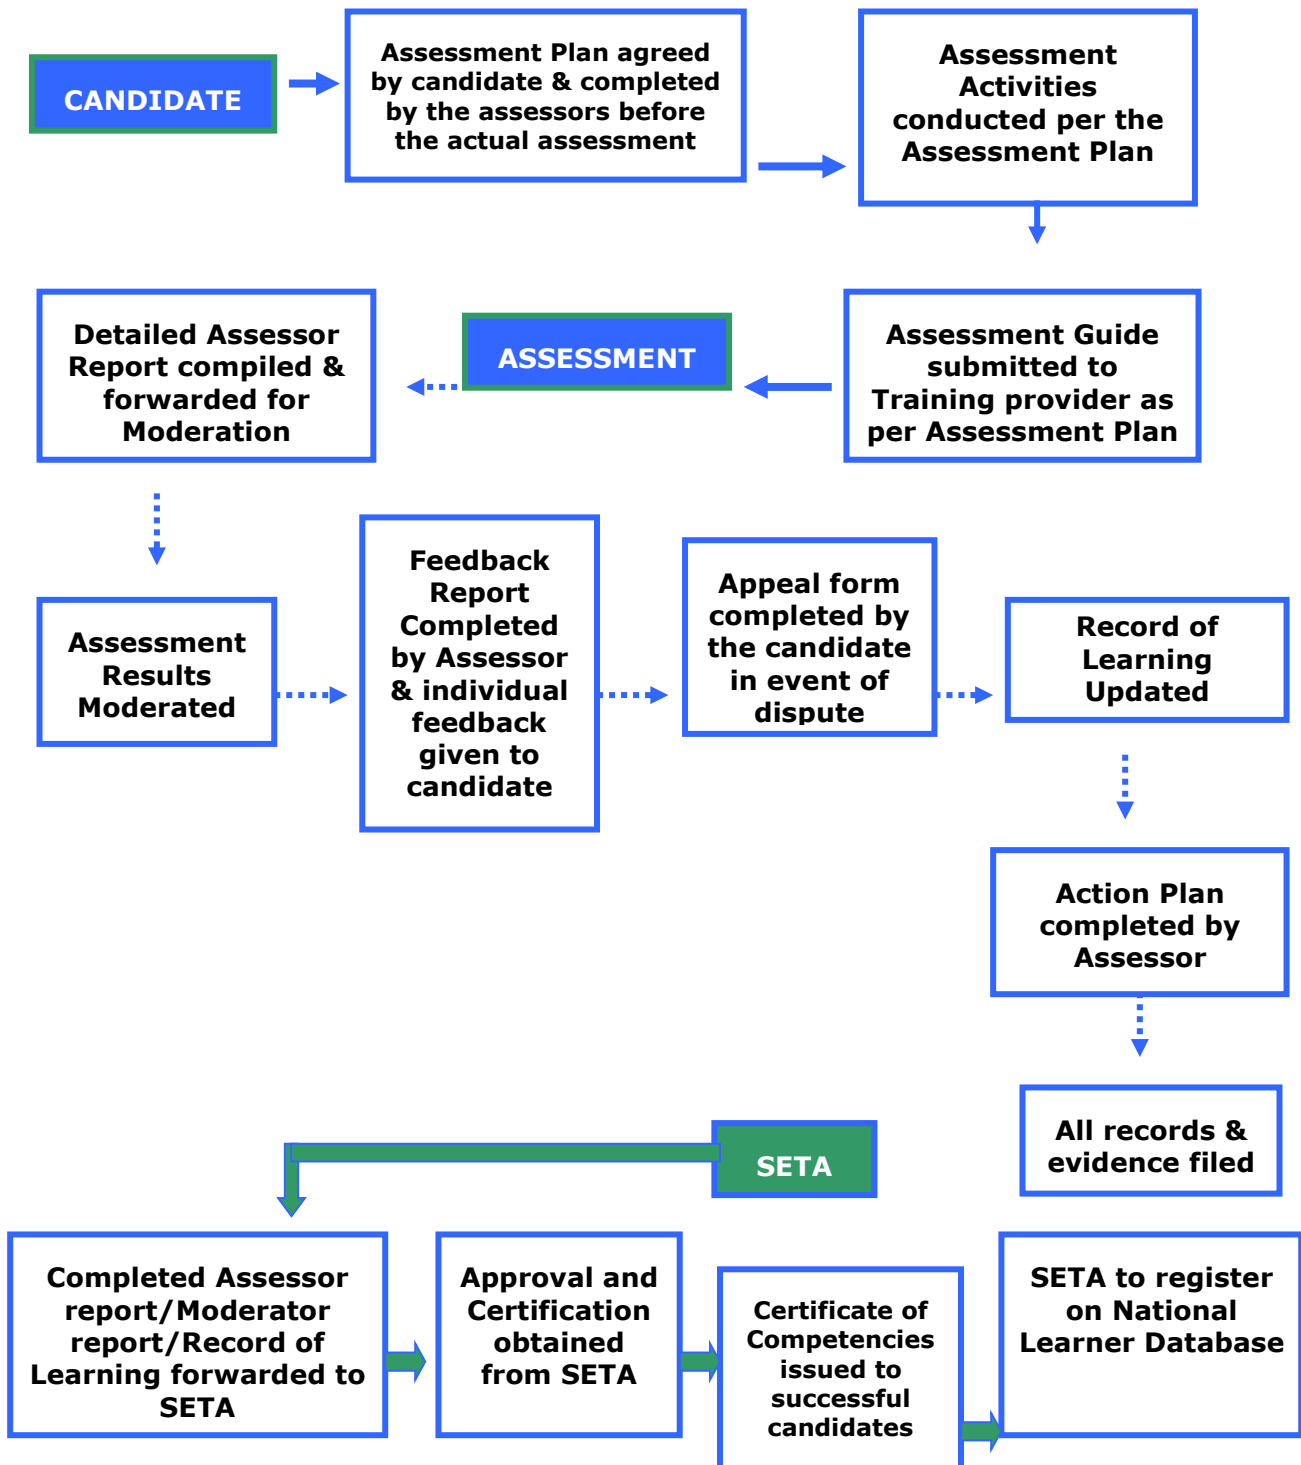 CANDIDATE
Assessment Plan agreed
by candidate & completed
by the assessors before
the actual assessment
Assessment
Activities
conducted per the
Assessment Plan
Detailed Assessor
Report compiled &
forwarded for
Moderation
ASSESSMENT
Assessment Guide
submitted to
Training provider as
per Assessment Plan
Assessment
Results
Moderated
Feedback
Report
Completed
by Assessor
& individual
feedback
given to
candidate
Appeal form
completed by
the candidate
in event of
dispute
Record of
Learning
Updated
Action Plan
completed by
Assessor
All records &
evidence filed
SETA
Completed Assessor
report/Moderator
report/Record of
Learning forwarded to
SETA
Approval and
Certification
obtained
from SETA
Certificate of
Competencies
issued to
successful
candidates
SETA to register
on National
Learner Database